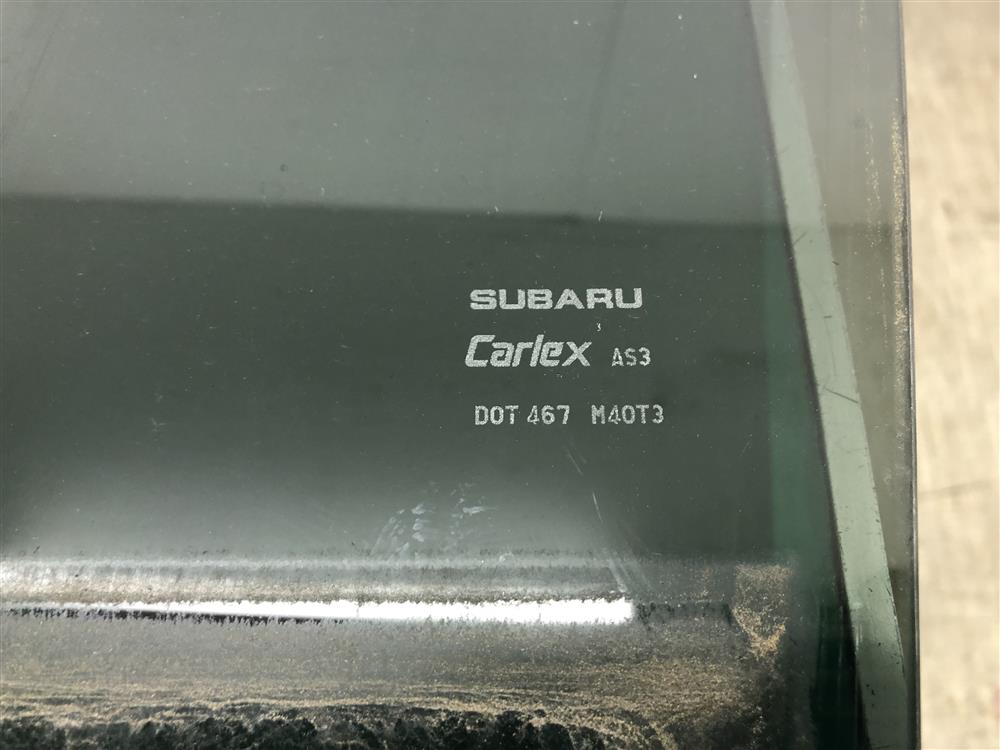 SUBARU
Carlex AS3
DOT 467 M40T3